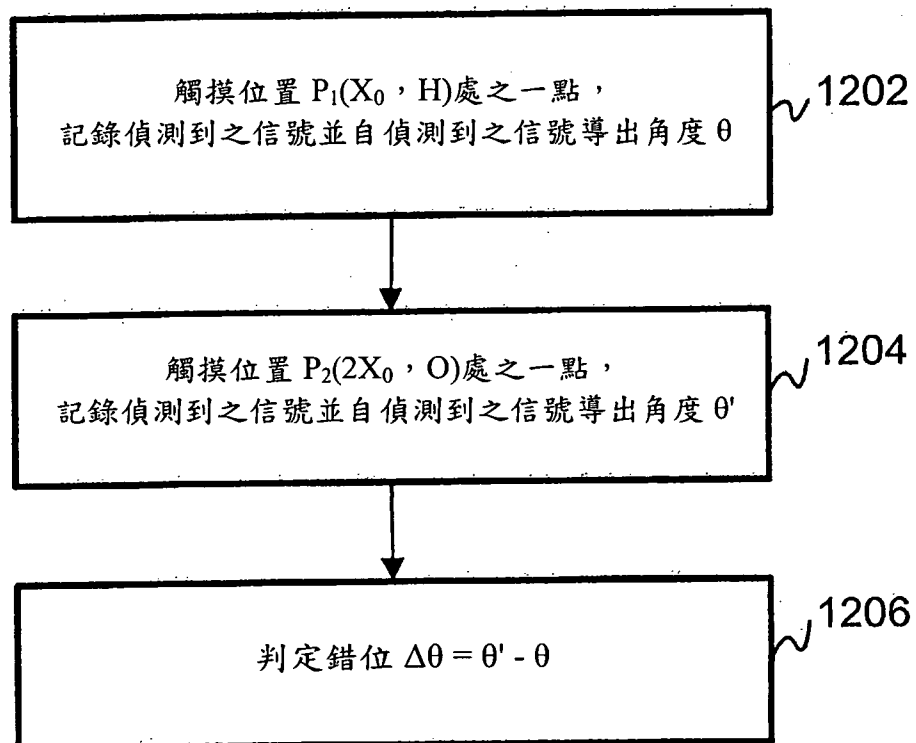 觸摸位置 P₁(X₀,H)處之一點,
記錄偵測到之信號並自偵測到之信號導出角度 θ
1202
觸摸位置 P₂(2X₀,O)處之一點,
記錄偵測到之信號並自偵測到之信號導出角度 θ'
1204
判定錯位 Δθ = θ' - θ
1206